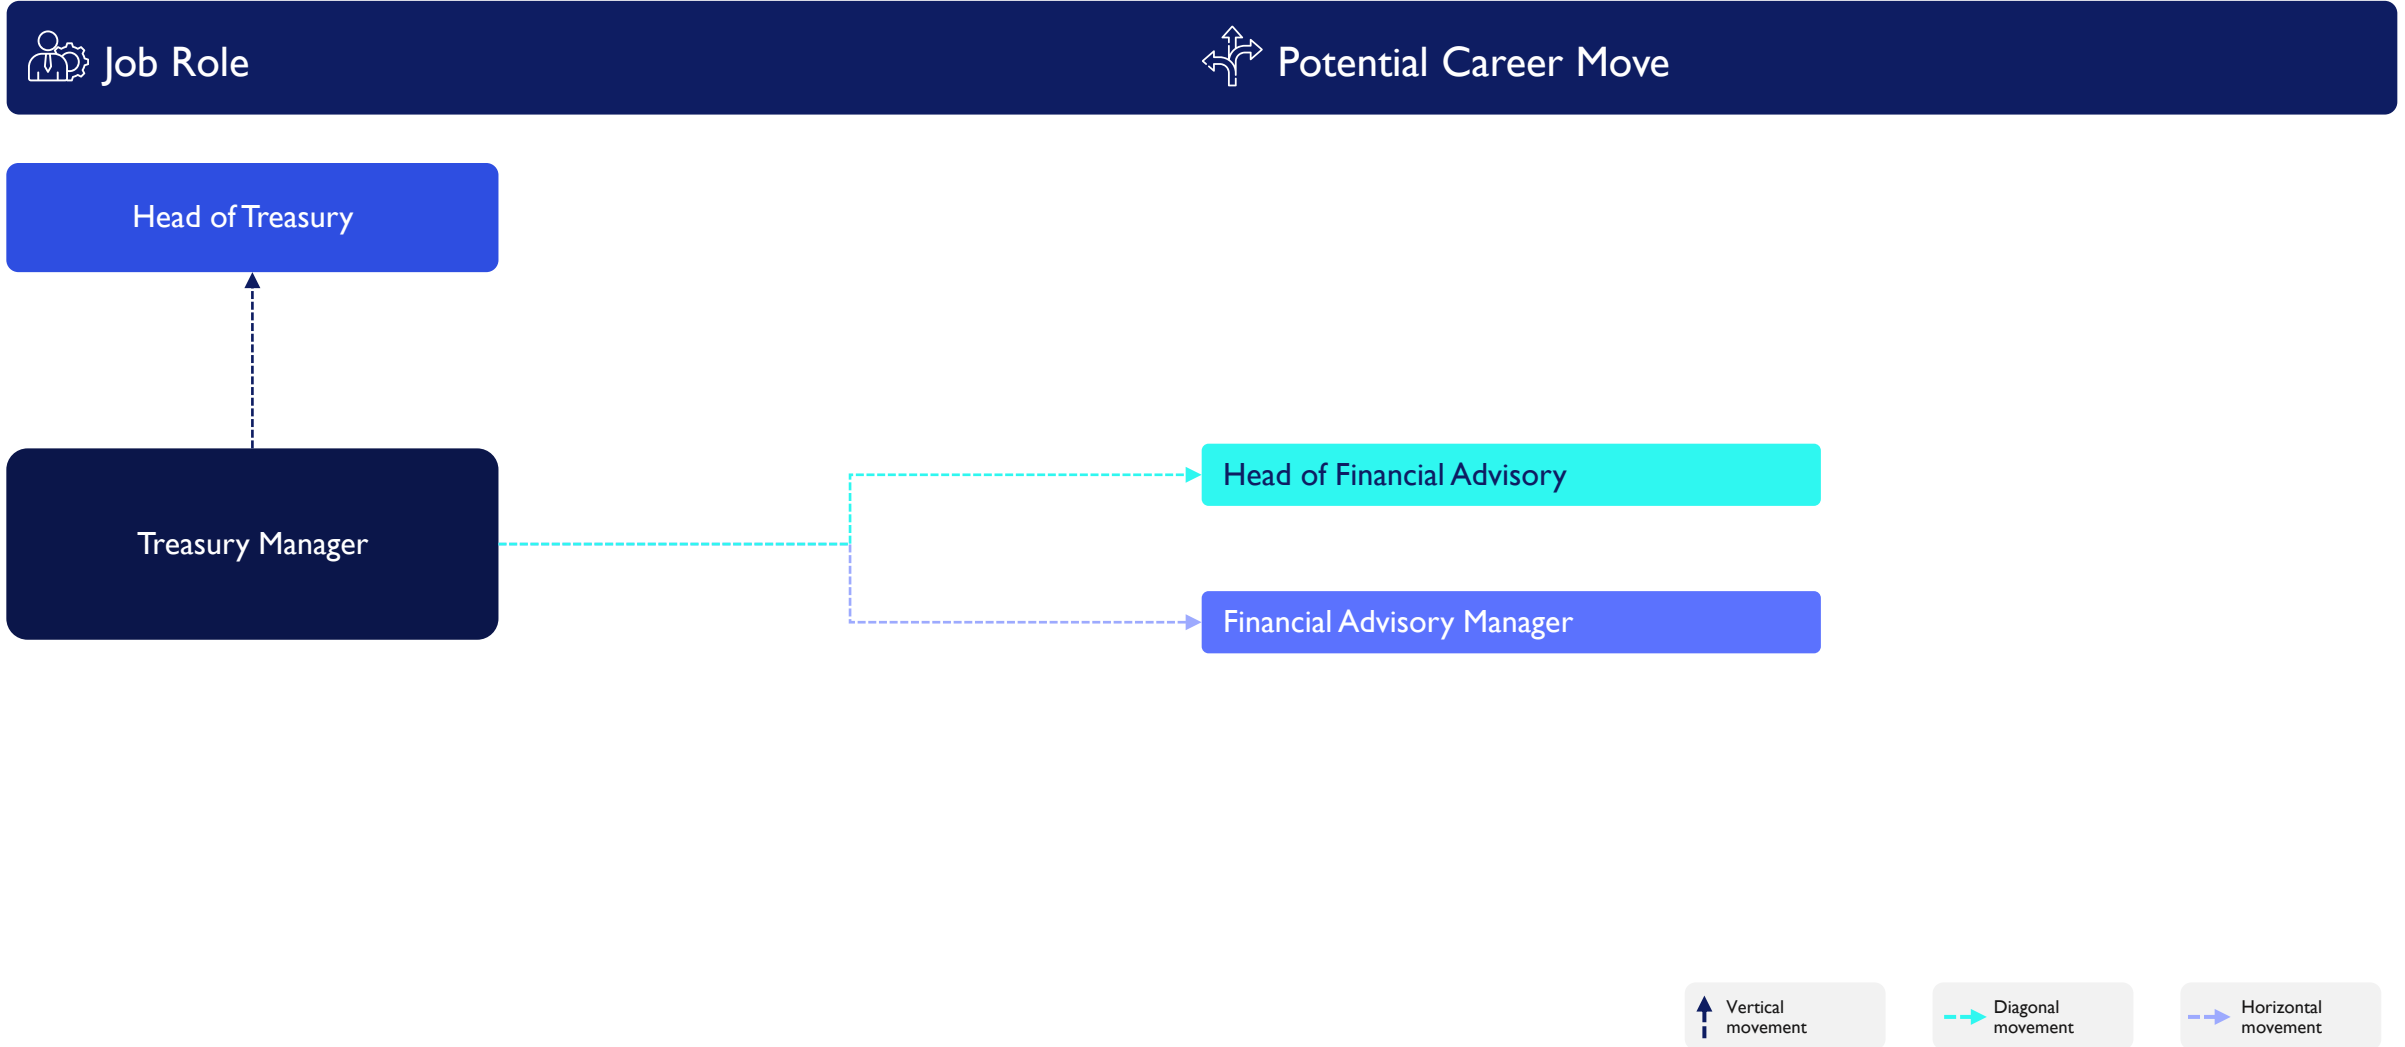 Job Role
Potential Career Move
Head of Treasury
Treasury Manager
Head of Financial Advisory
Financial Advisory Manager
Vertical
movement
Diagonal
movement
Horizontal
movement